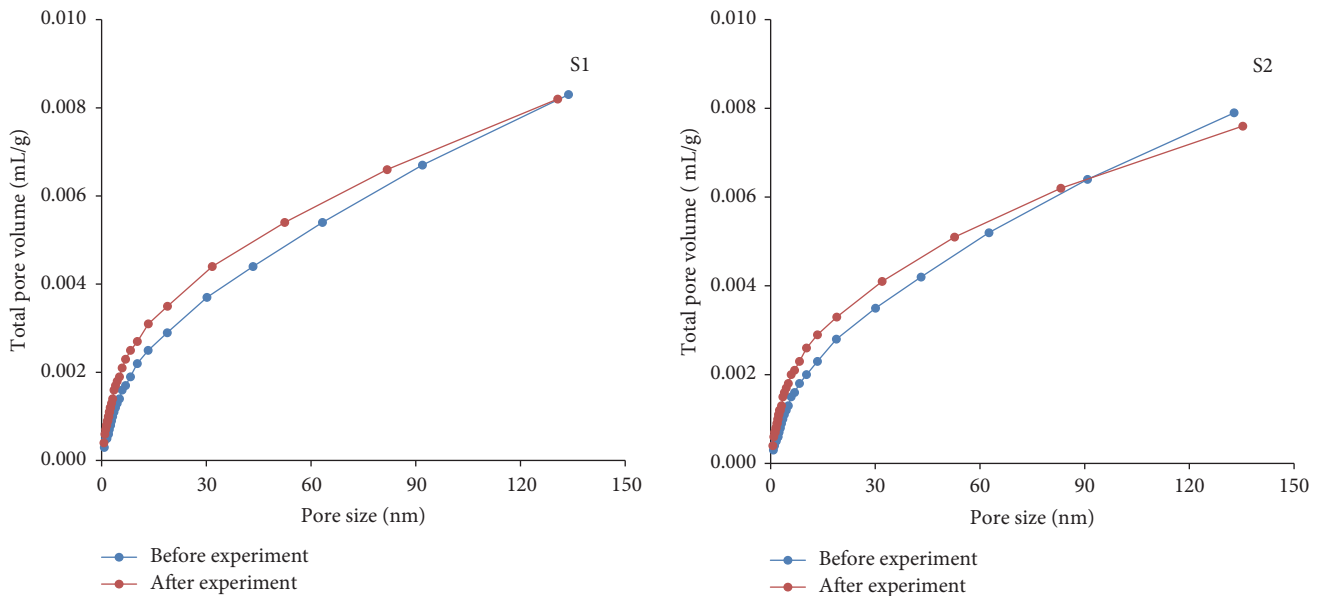 S1
Total pore volume (mL/g)
0.010
0.008
0.006
0.004
0.002
0.000
0 30 60 90 120 150
Pore size (nm)
Before experiment
After experiment
S2
Total pore volume ( mL/g)
0.010
0.008
0.006
0.004
0.002
0.000
0 30 60 90 120 150
Pore size (nm)
Before experiment
After experiment